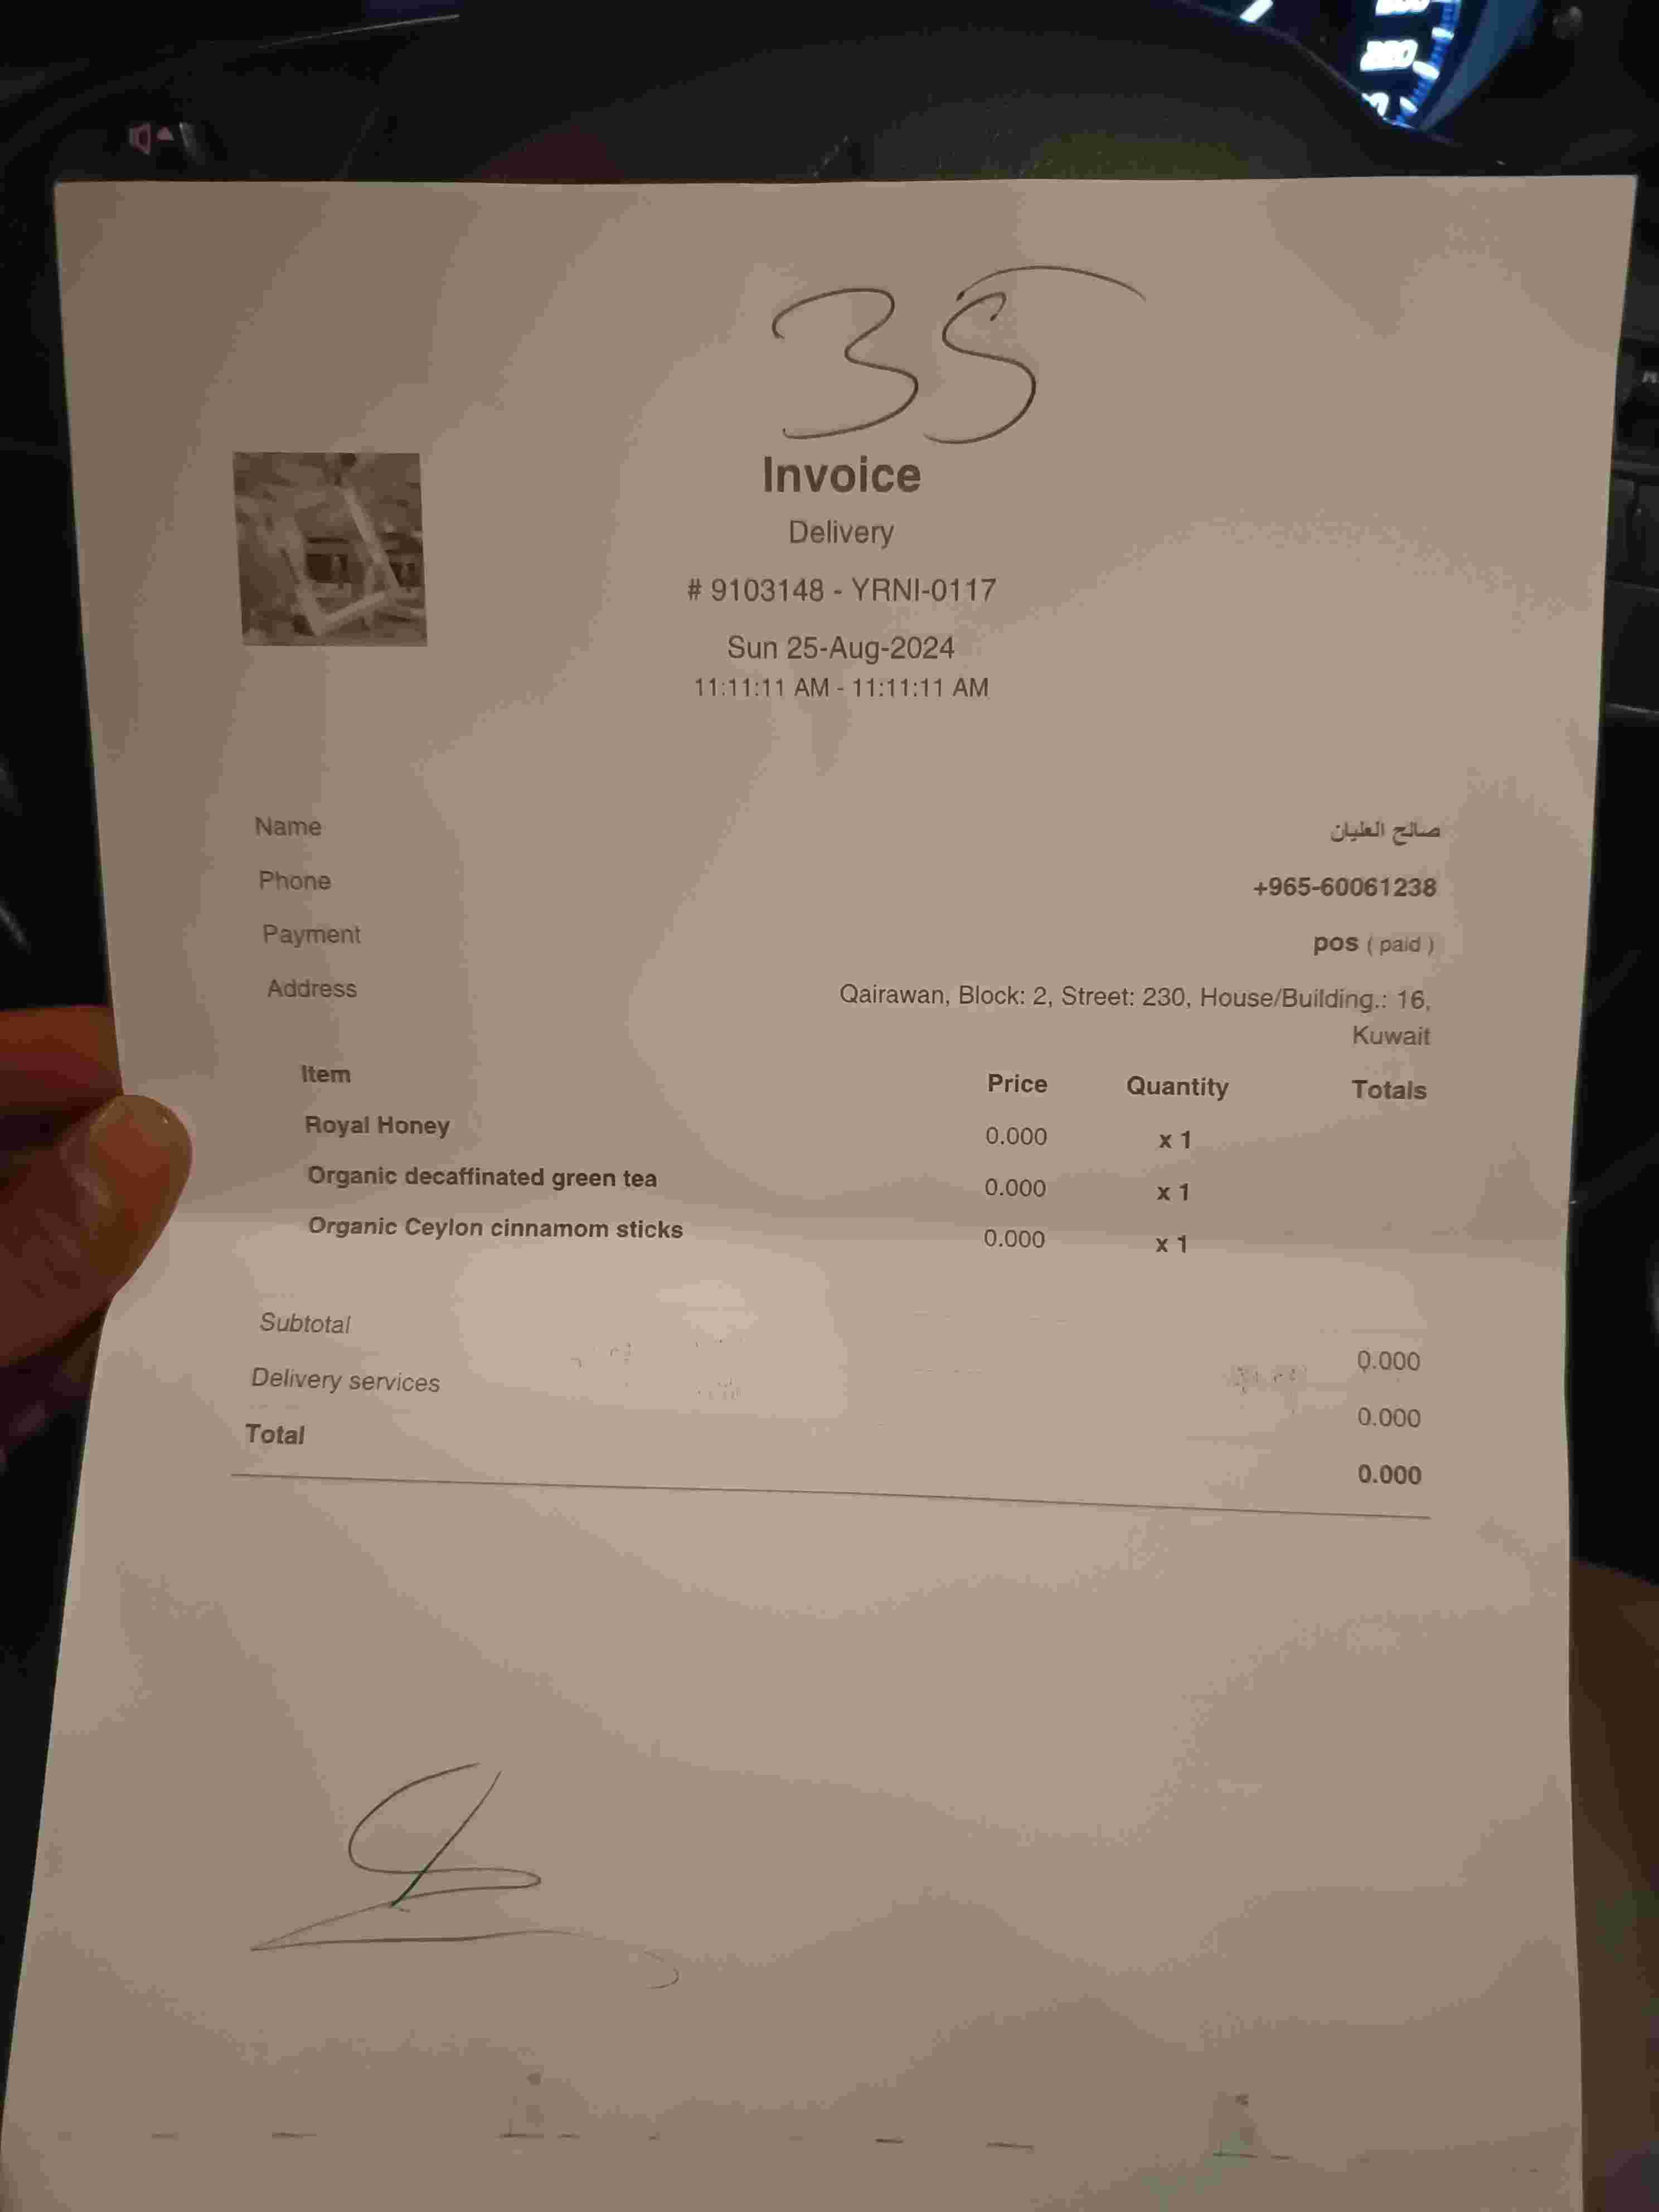 35
Invoice
Delivery
# 9103148 - YRNI-0117
Sun 25-Aug-2024
11:11:11 AM - 11:11:11 AM
Name صالح العليان
Phone +965-60061238
Payment pos ( paid )
Address Qairawan, Block: 2, Street: 230, House/Building.: 16,
Kuwait
Item Price Quantity Totals
Royal Honey 0.000 x 1
Organic decaffinated green tea 0.000 x 1
Organic Ceylon cinnamom sticks 0.000 x 1
Subtotal 0.000
Delivery services 0.000
Total 0.000